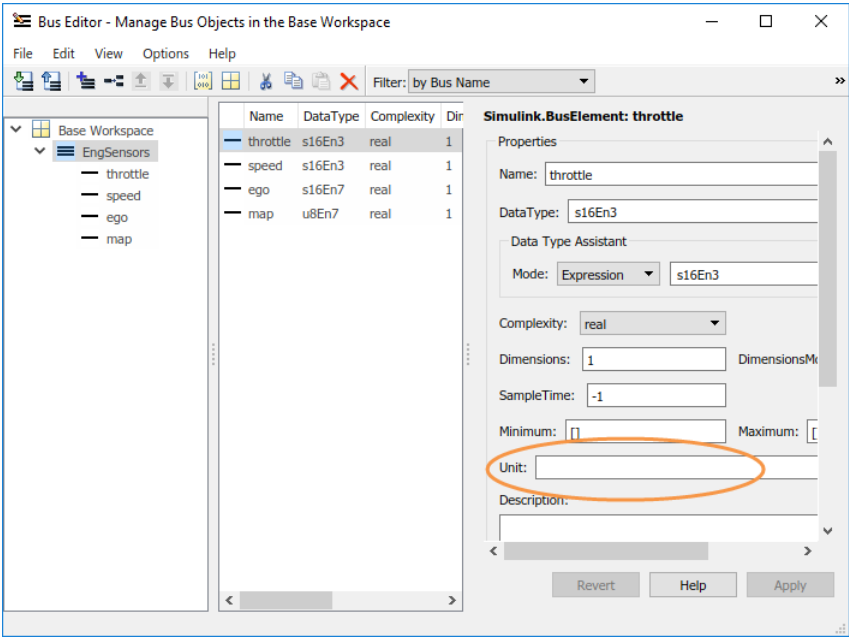 Bus Editor - Manage Bus Objects in the Base Workspace
File Edit View Options Help
Filter: by Bus Name »
Base Workspace
EngSensors
throttle
speed
ego
map
Name DataType Complexity Dir
throttle s16En3 real 1
speed s16En3 real 1
ego s16En7 real 1
map u8En7 real 1
Simulink.BusElement: throttle
Properties
Name: throttle
DataType: s16En3
Data Type Assistant
Mode: Expression s16En3
Complexity: real
Dimensions: 1 DimensionsMo
SampleTime: -1
Minimum: [] Maximum: [
Unit:
Description:
Revert Help Apply